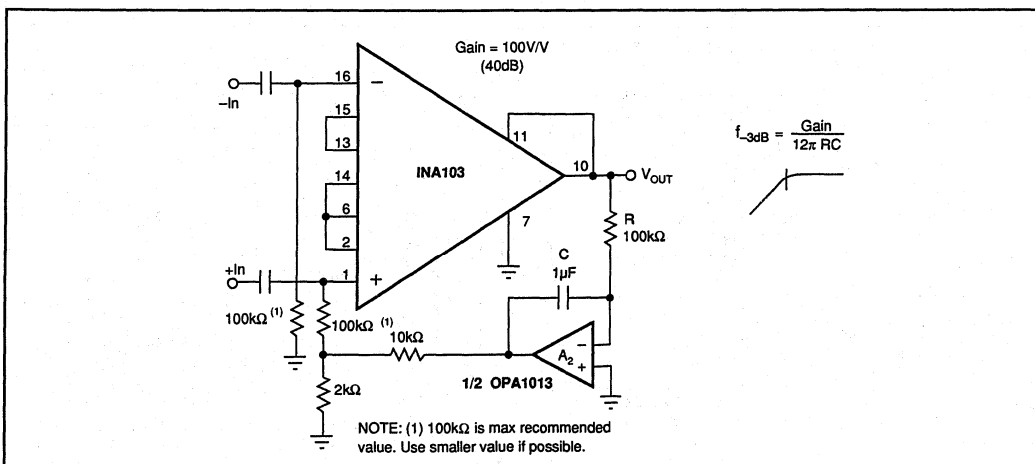 Gain = 100V/V
(40dB)
16
–
–In
15
13
11
f–3dB = Gain
12π RC
INA103
10
VOUT
14
6
2
7
R
100kΩ
C
1µF
+In
1
+
100kΩ (1)
100kΩ (1)
10kΩ
–
A2
+
1/2 OPA1013
2kΩ
NOTE: (1) 100kΩ is max recommended
value. Use smaller value if possible.